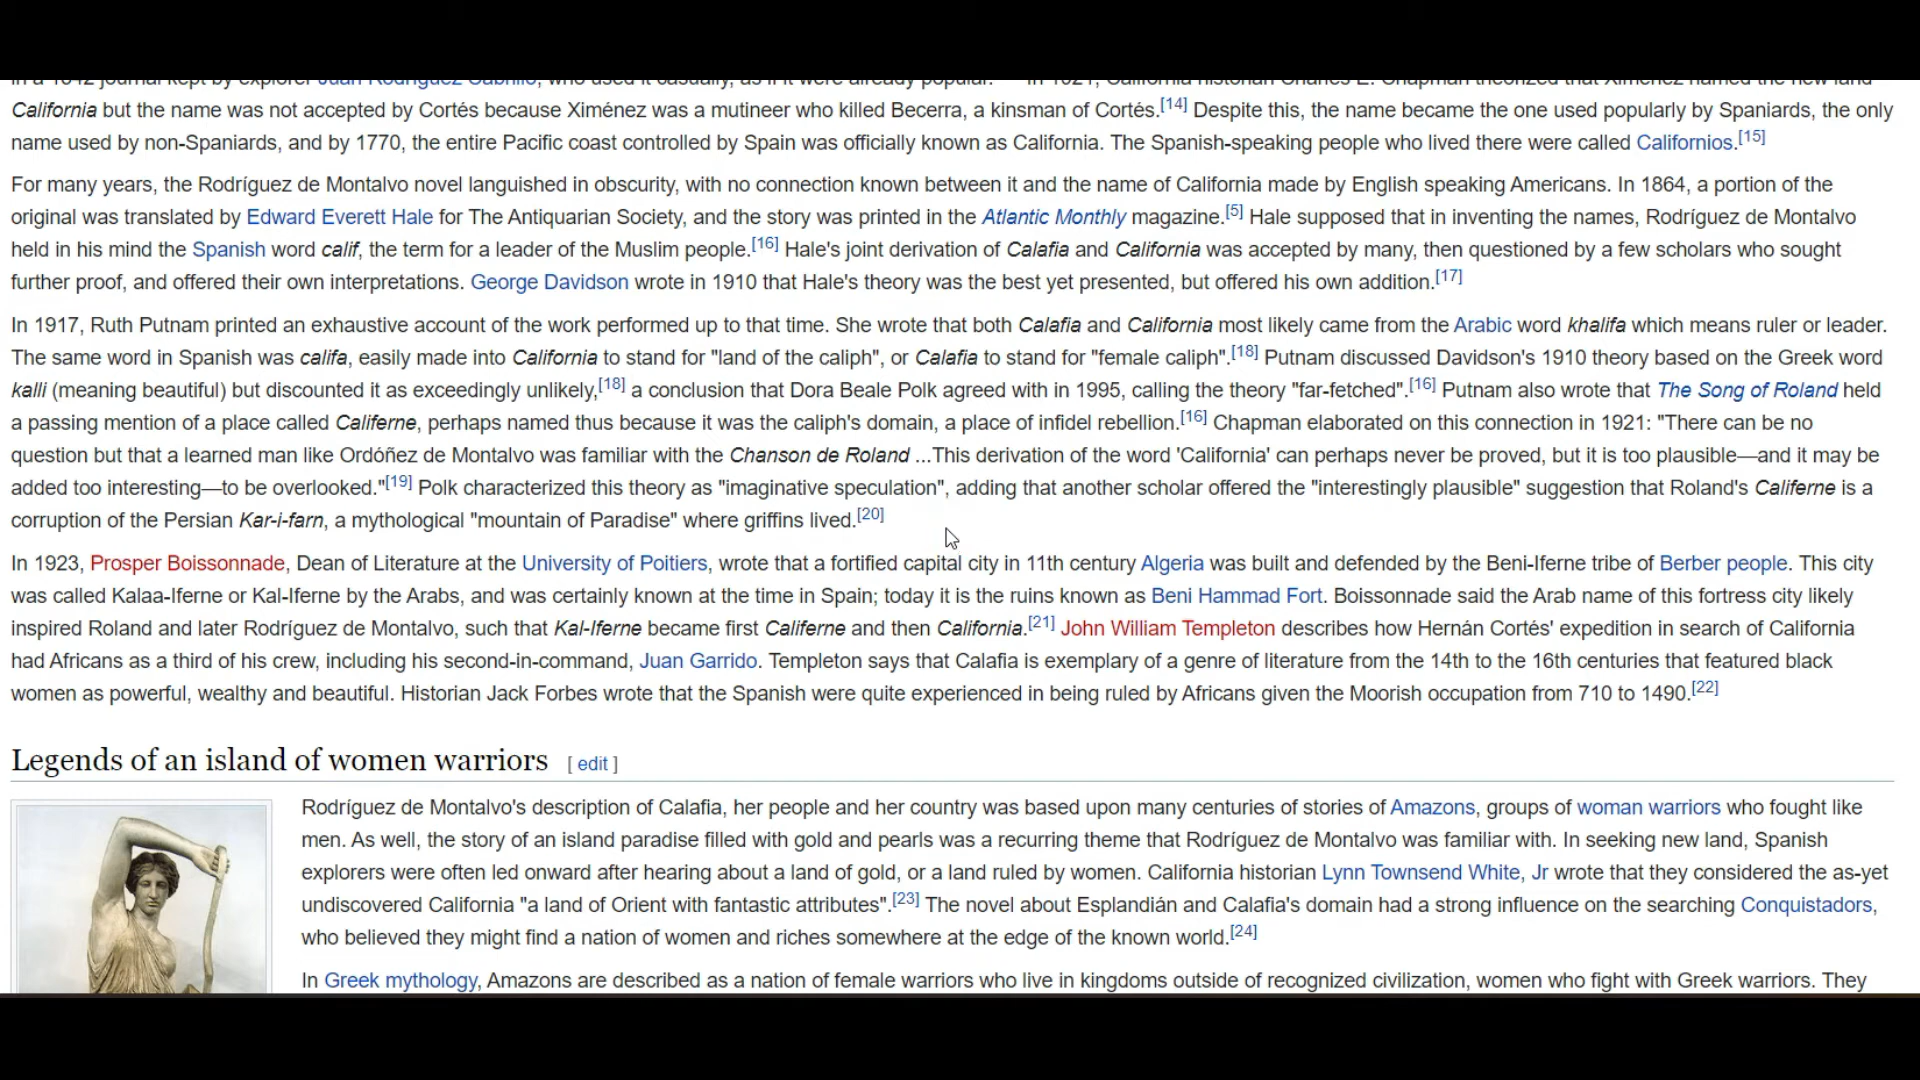 In a 1542 journal kept by explorer Juan Rodríguez Cabrillo, who used it casually, as if it were already popular. In 1921, California historian Charles E. Chapman theorized that Ximénez named the new land
California but the name was not accepted by Cortés because Ximénez was a mutineer who killed Becerra, a kinsman of Cortés.[14] Despite this, the name became the one used popularly by Spaniards, the only
name used by non-Spaniards, and by 1770, the entire Pacific coast controlled by Spain was officially known as California. The Spanish-speaking people who lived there were called Californios.[15]
For many years, the Rodríguez de Montalvo novel languished in obscurity, with no connection known between it and the name of California made by English speaking Americans. In 1864, a portion of the
original was translated by Edward Everett Hale for The Antiquarian Society, and the story was printed in the Atlantic Monthly magazine.[5] Hale supposed that in inventing the names, Rodríguez de Montalvo
held in his mind the Spanish word calif, the term for a leader of the Muslim people.[16] Hale's joint derivation of Calafia and California was accepted by many, then questioned by a few scholars who sought
further proof, and offered their own interpretations. George Davidson wrote in 1910 that Hale's theory was the best yet presented, but offered his own addition.[17]
In 1917, Ruth Putnam printed an exhaustive account of the work performed up to that time. She wrote that both Calafia and California most likely came from the Arabic word khalifa which means ruler or leader.
The same word in Spanish was califa, easily made into California to stand for "land of the caliph", or Calafia to stand for "female caliph".[18] Putnam discussed Davidson's 1910 theory based on the Greek word
kalli (meaning beautiful) but discounted it as exceedingly unlikely,[18] a conclusion that Dora Beale Polk agreed with in 1995, calling the theory "far-fetched".[16] Putnam also wrote that The Song of Roland held
a passing mention of a place called Califerne, perhaps named thus because it was the caliph's domain, a place of infidel rebellion.[16] Chapman elaborated on this connection in 1921: "There can be no
question but that a learned man like Ordóñez de Montalvo was familiar with the Chanson de Roland ...This derivation of the word 'California' can perhaps never be proved, but it is too plausible—and it may be
added too interesting—to be overlooked."[19] Polk characterized this theory as "imaginative speculation", adding that another scholar offered the "interestingly plausible" suggestion that Roland's Califerne is a
corruption of the Persian Kar-i-farn, a mythological "mountain of Paradise" where griffins lived.[20]
In 1923, Prosper Boissonnade, Dean of Literature at the University of Poitiers, wrote that a fortified capital city in 11th century Algeria was built and defended by the Beni-Iferne tribe of Berber people. This city
was called Kalaa-Iferne or Kal-Iferne by the Arabs, and was certainly known at the time in Spain; today it is the ruins known as Beni Hammad Fort. Boissonnade said the Arab name of this fortress city likely
inspired Roland and later Rodríguez de Montalvo, such that Kal-Iferne became first Califerne and then California.[21] John William Templeton describes how Hernán Cortés' expedition in search of California
had Africans as a third of his crew, including his second-in-command, Juan Garrido. Templeton says that Calafia is exemplary of a genre of literature from the 14th to the 16th centuries that featured black
women as powerful, wealthy and beautiful. Historian Jack Forbes wrote that the Spanish were quite experienced in being ruled by Africans given the Moorish occupation from 710 to 1490.[22]
Legends of an island of women warriors [ edit ]
Rodríguez de Montalvo's description of Calafia, her people and her country was based upon many centuries of stories of Amazons, groups of woman warriors who fought like
men. As well, the story of an island paradise filled with gold and pearls was a recurring theme that Rodríguez de Montalvo was familiar with. In seeking new land, Spanish
explorers were often led onward after hearing about a land of gold, or a land ruled by women. California historian Lynn Townsend White, Jr wrote that they considered the as-yet
undiscovered California "a land of Orient with fantastic attributes".[23] The novel about Esplandián and Calafia's domain had a strong influence on the searching Conquistadors,
who believed they might find a nation of women and riches somewhere at the edge of the known world.[24]
In Greek mythology, Amazons are described as a nation of female warriors who live in kingdoms outside of recognized civilization, women who fight with Greek warriors. They